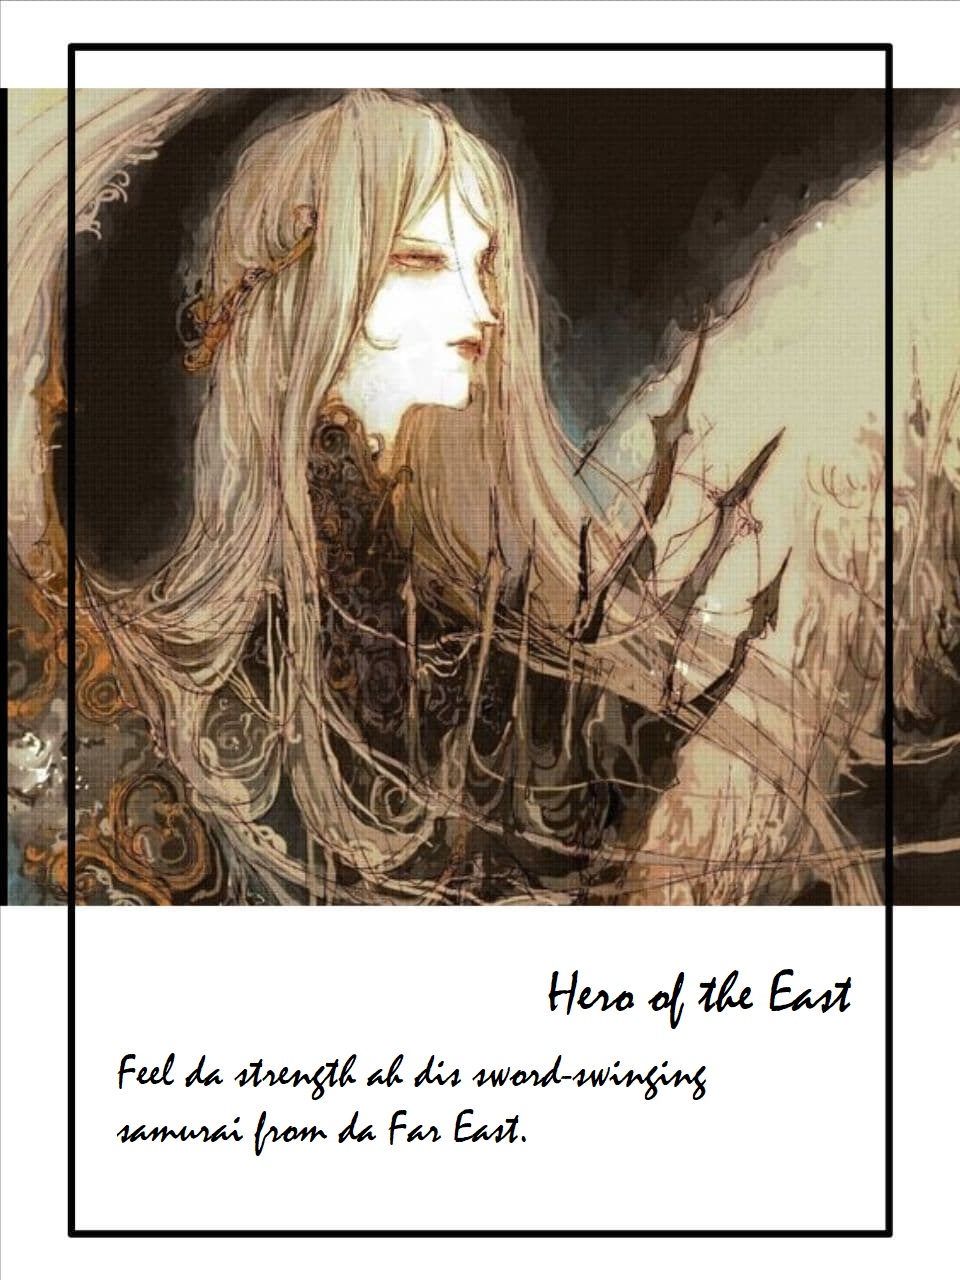 Hero of the East
Feel da strength ah dis sword-swinging
samurai from da Far East.